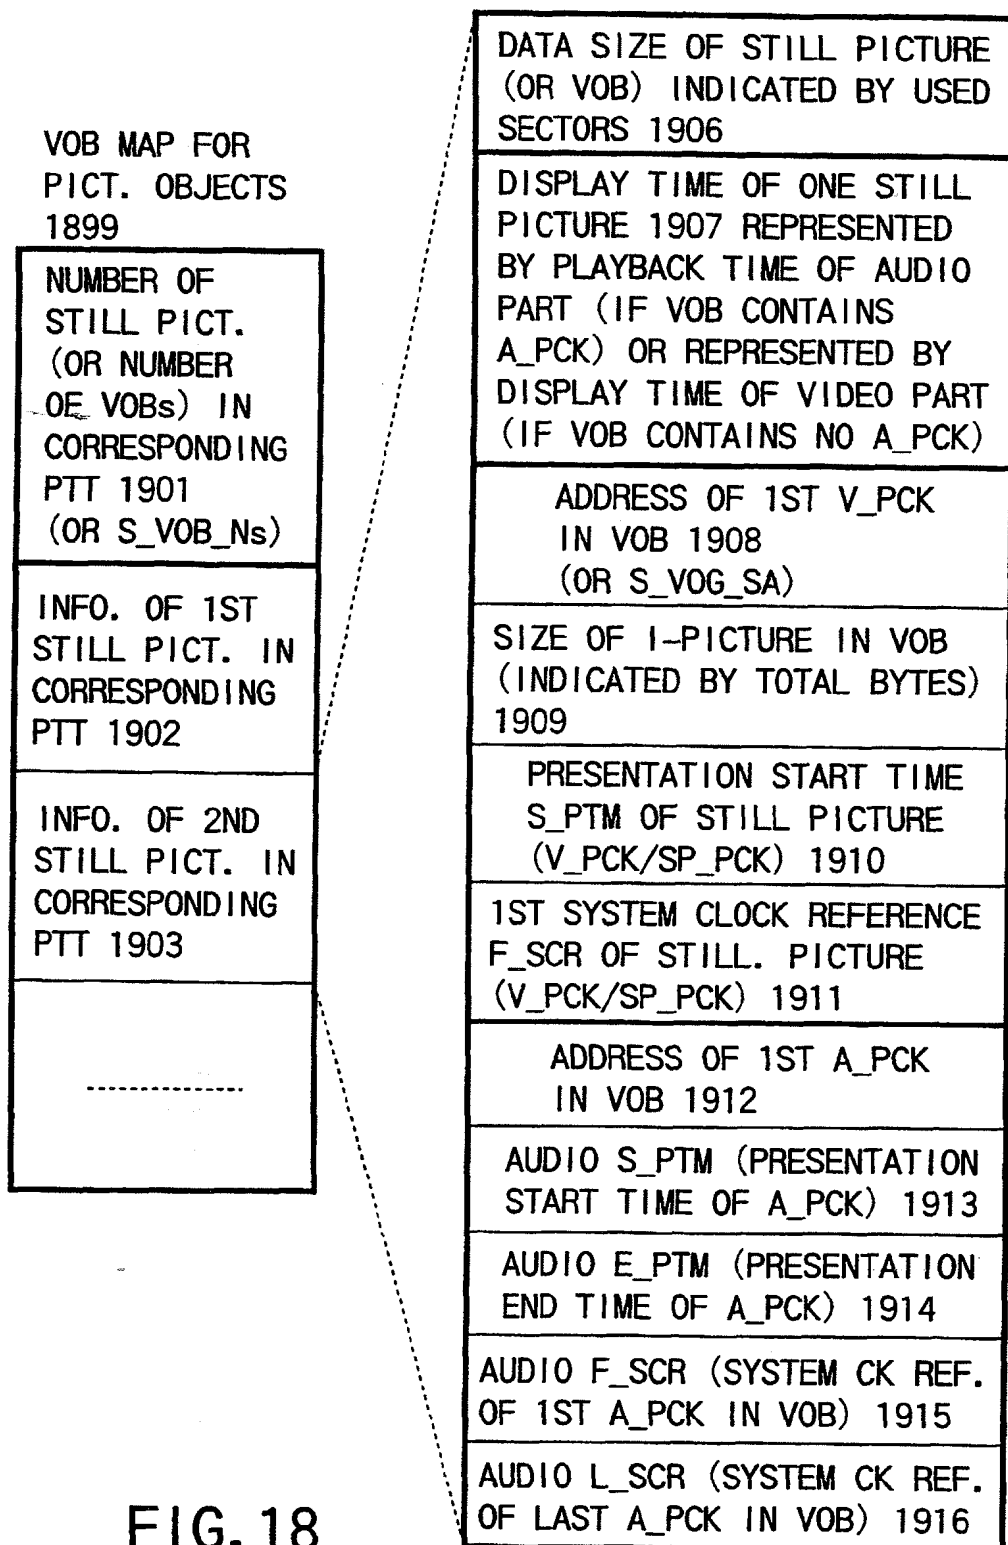 VOB MAP FOR
PICT. OBJECTS
1899
NUMBER OF
STILL PICT.
(OR NUMBER
OF VOBs) IN
CORRESPONDING
PTT 1901
(OR S_VOB_Ns)
INFO. OF 1ST
STILL PICT. IN
CORRESPONDING
PTT 1902
INFO. OF 2ND
STILL PICT. IN
CORRESPONDING
PTT 1903
DATA SIZE OF STILL PICTURE
(OR VOB) INDICATED BY USED
SECTORS 1906
DISPLAY TIME OF ONE STILL
PICTURE 1907 REPRESENTED
BY PLAYBACK TIME OF AUDIO
PART (IF VOB CONTAINS
A_PCK) OR REPRESENTED BY
DISPLAY TIME OF VIDEO PART
(IF VOB CONTAINS NO A_PCK)
ADDRESS OF 1ST V_PCK
IN VOB 1908
(OR S_VOG_SA)
SIZE OF I-PICTURE IN VOB
(INDICATED BY TOTAL BYTES)
1909
PRESENTATION START TIME
S_PTM OF STILL PICTURE
(V_PCK/SP_PCK) 1910
1ST SYSTEM CLOCK REFERENCE
F_SCR OF STILL. PICTURE
(V_PCK/SP_PCK) 1911
ADDRESS OF 1ST A_PCK
IN VOB 1912
AUDIO S_PTM (PRESENTATION
START TIME OF A_PCK) 1913
AUDIO E_PTM (PRESENTATION
END TIME OF A_PCK) 1914
AUDIO F_SCR (SYSTEM CK REF.
OF 1ST A_PCK IN VOB) 1915
AUDIO L_SCR (SYSTEM CK REF.
OF LAST A_PCK IN VOB) 1916
FIG. 18